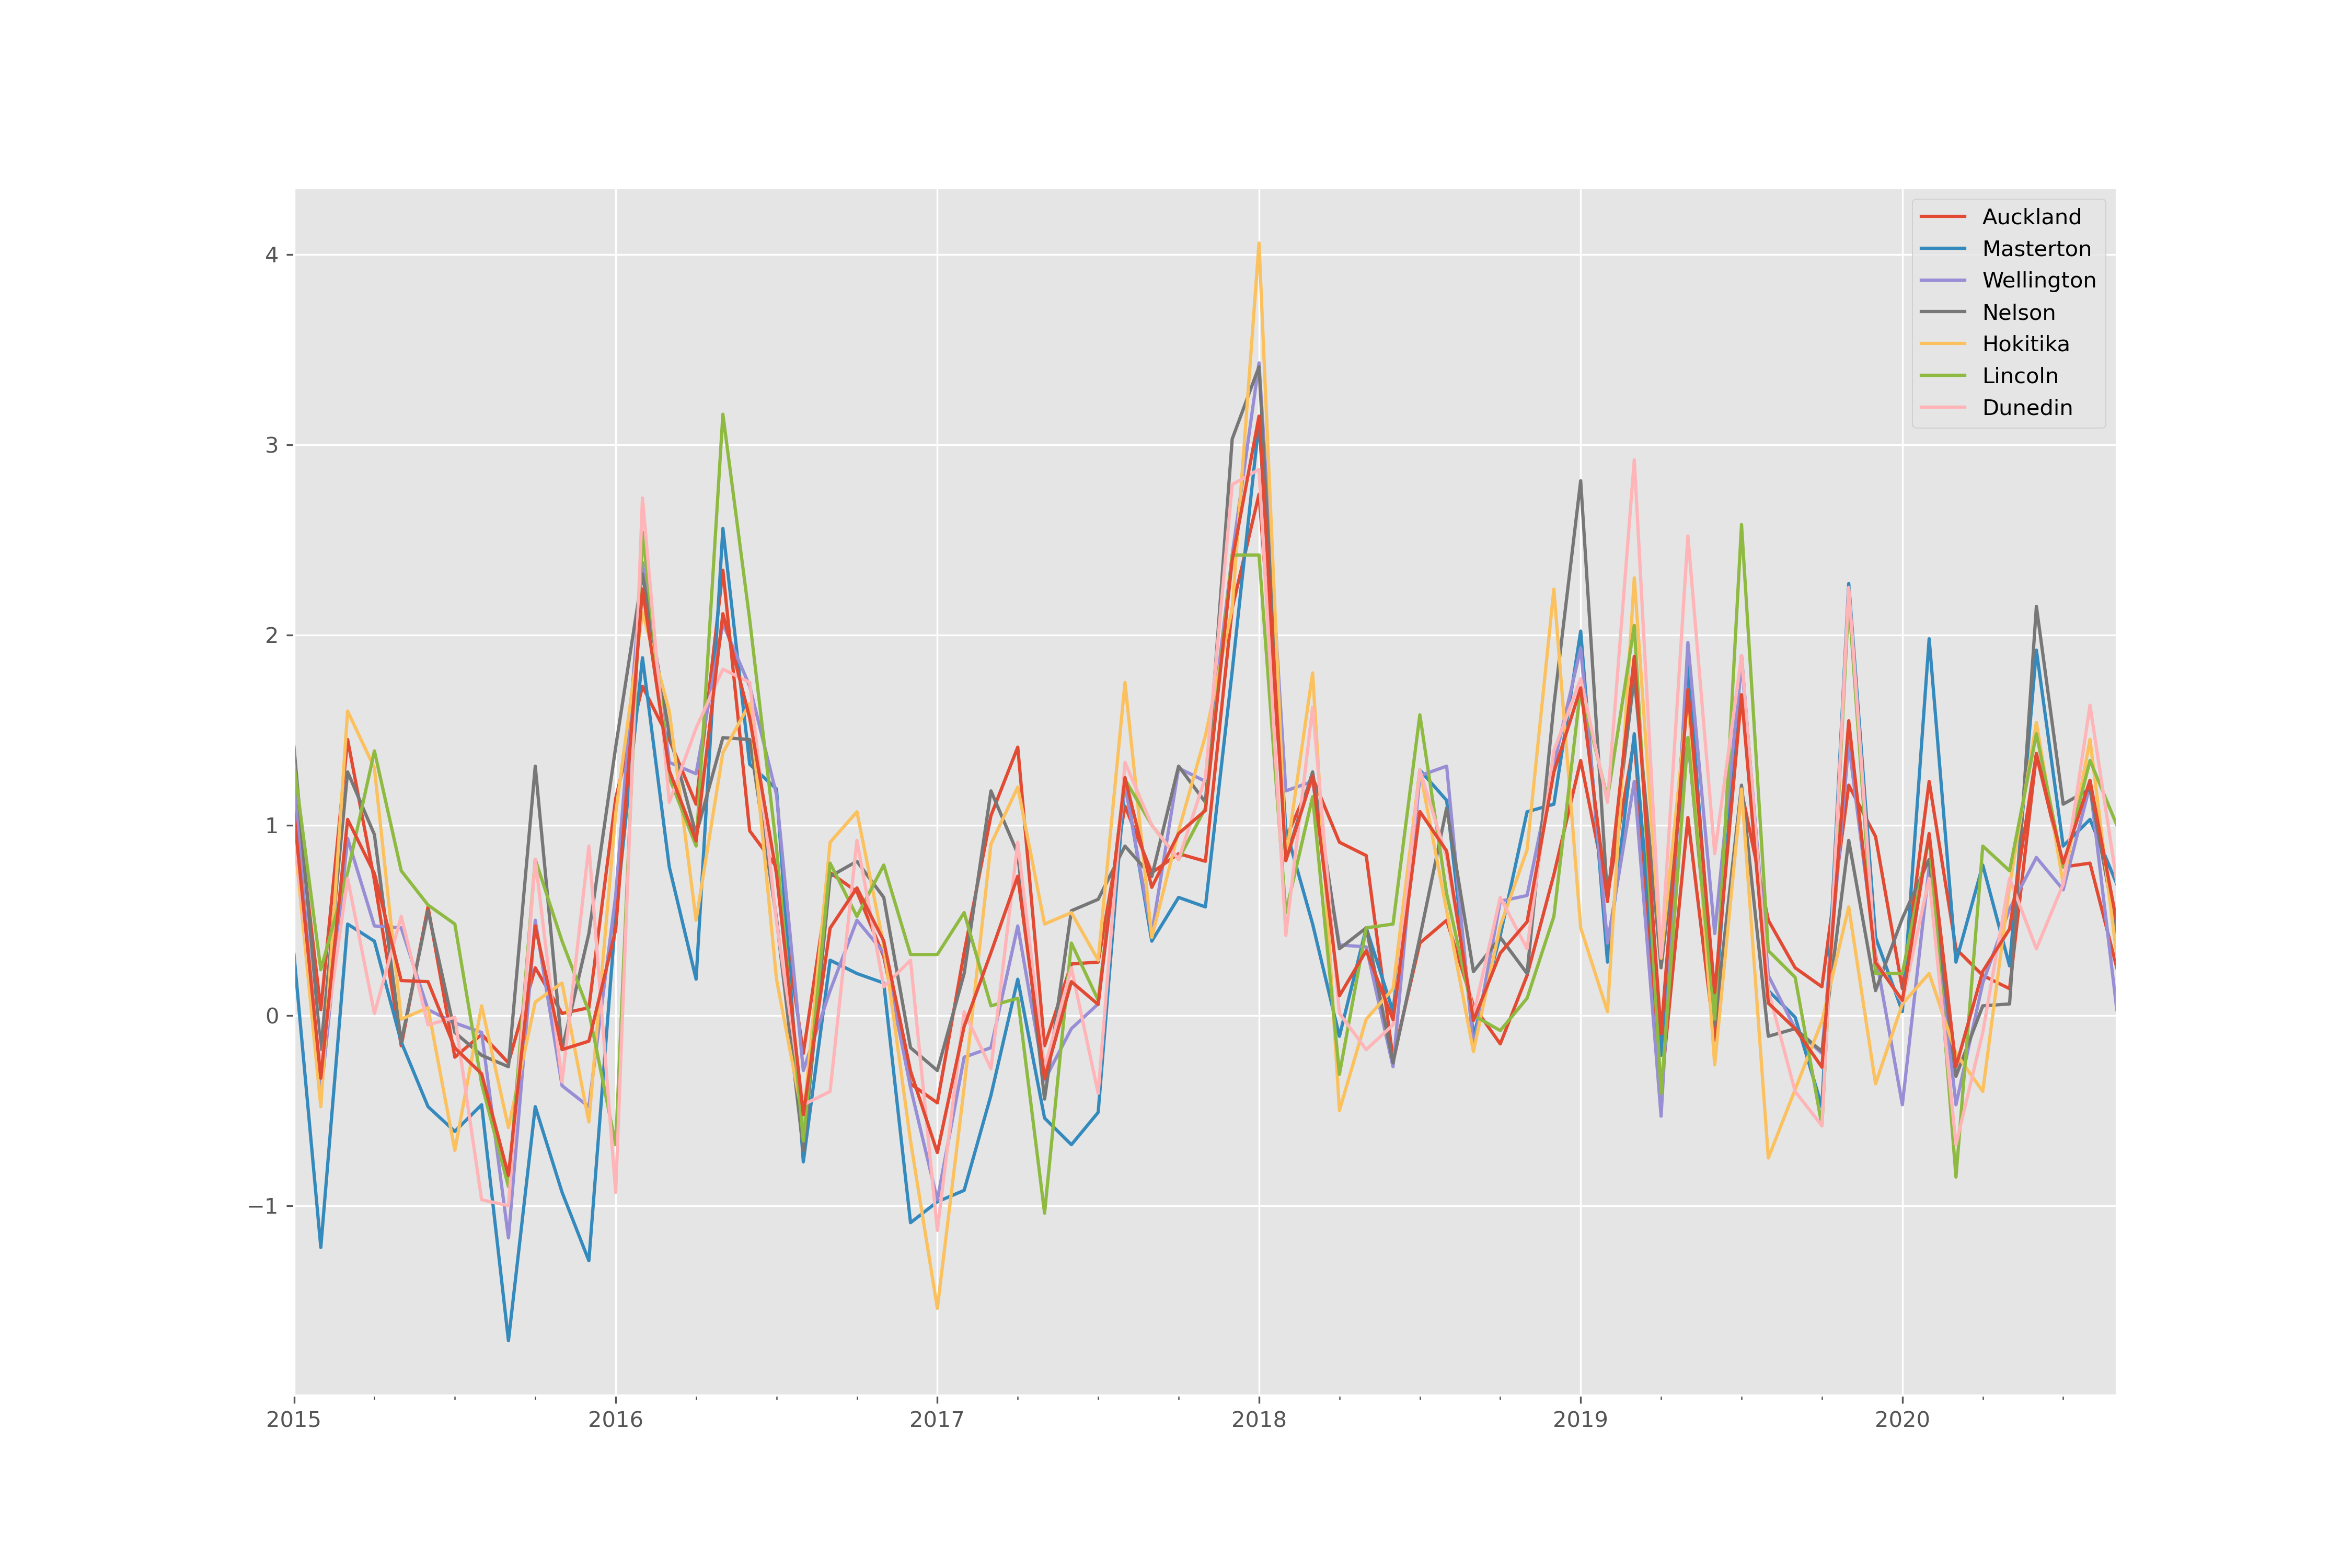 4
3
2
1
0
−1
2015 2016 2017 2018 2019 2020
Auckland
Masterton
Wellington
Nelson
Hokitika
Lincoln
Dunedin